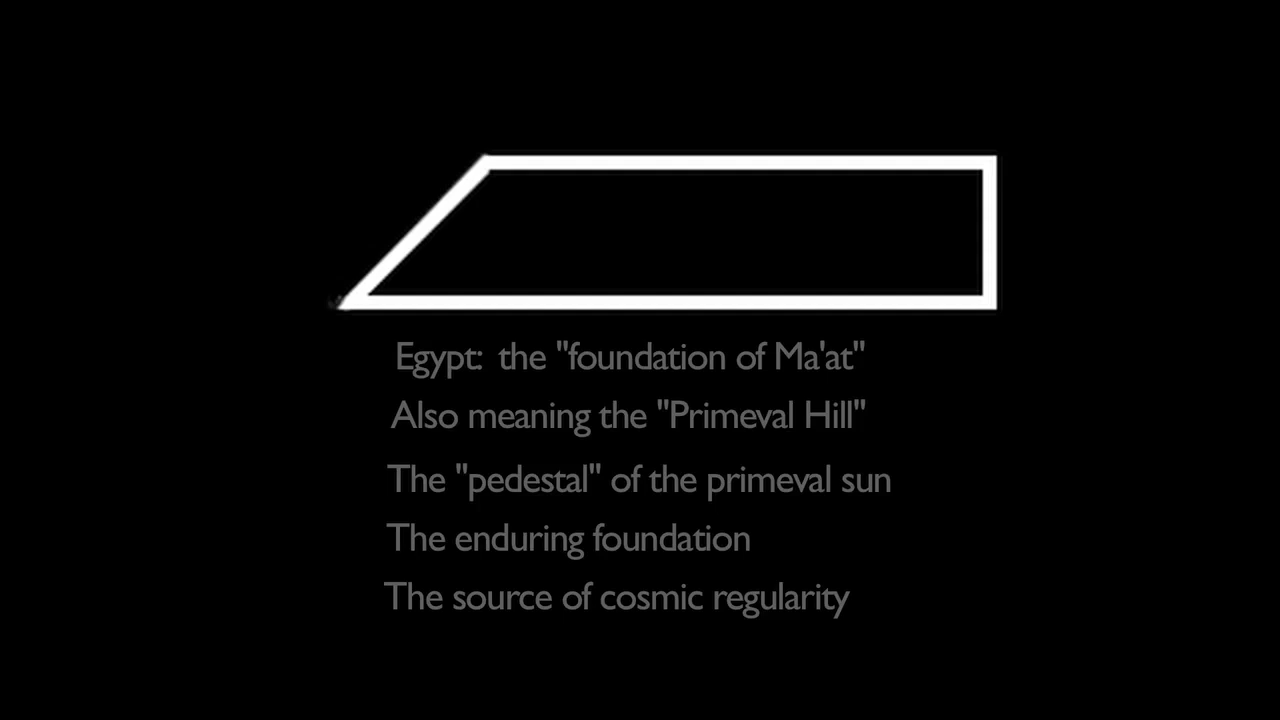 Egypt: the "foundation of Ma'at"
Also meaning the "Primeval Hill"
The "pedestal" of the primeval sun
The enduring foundation
The source of cosmic regularity